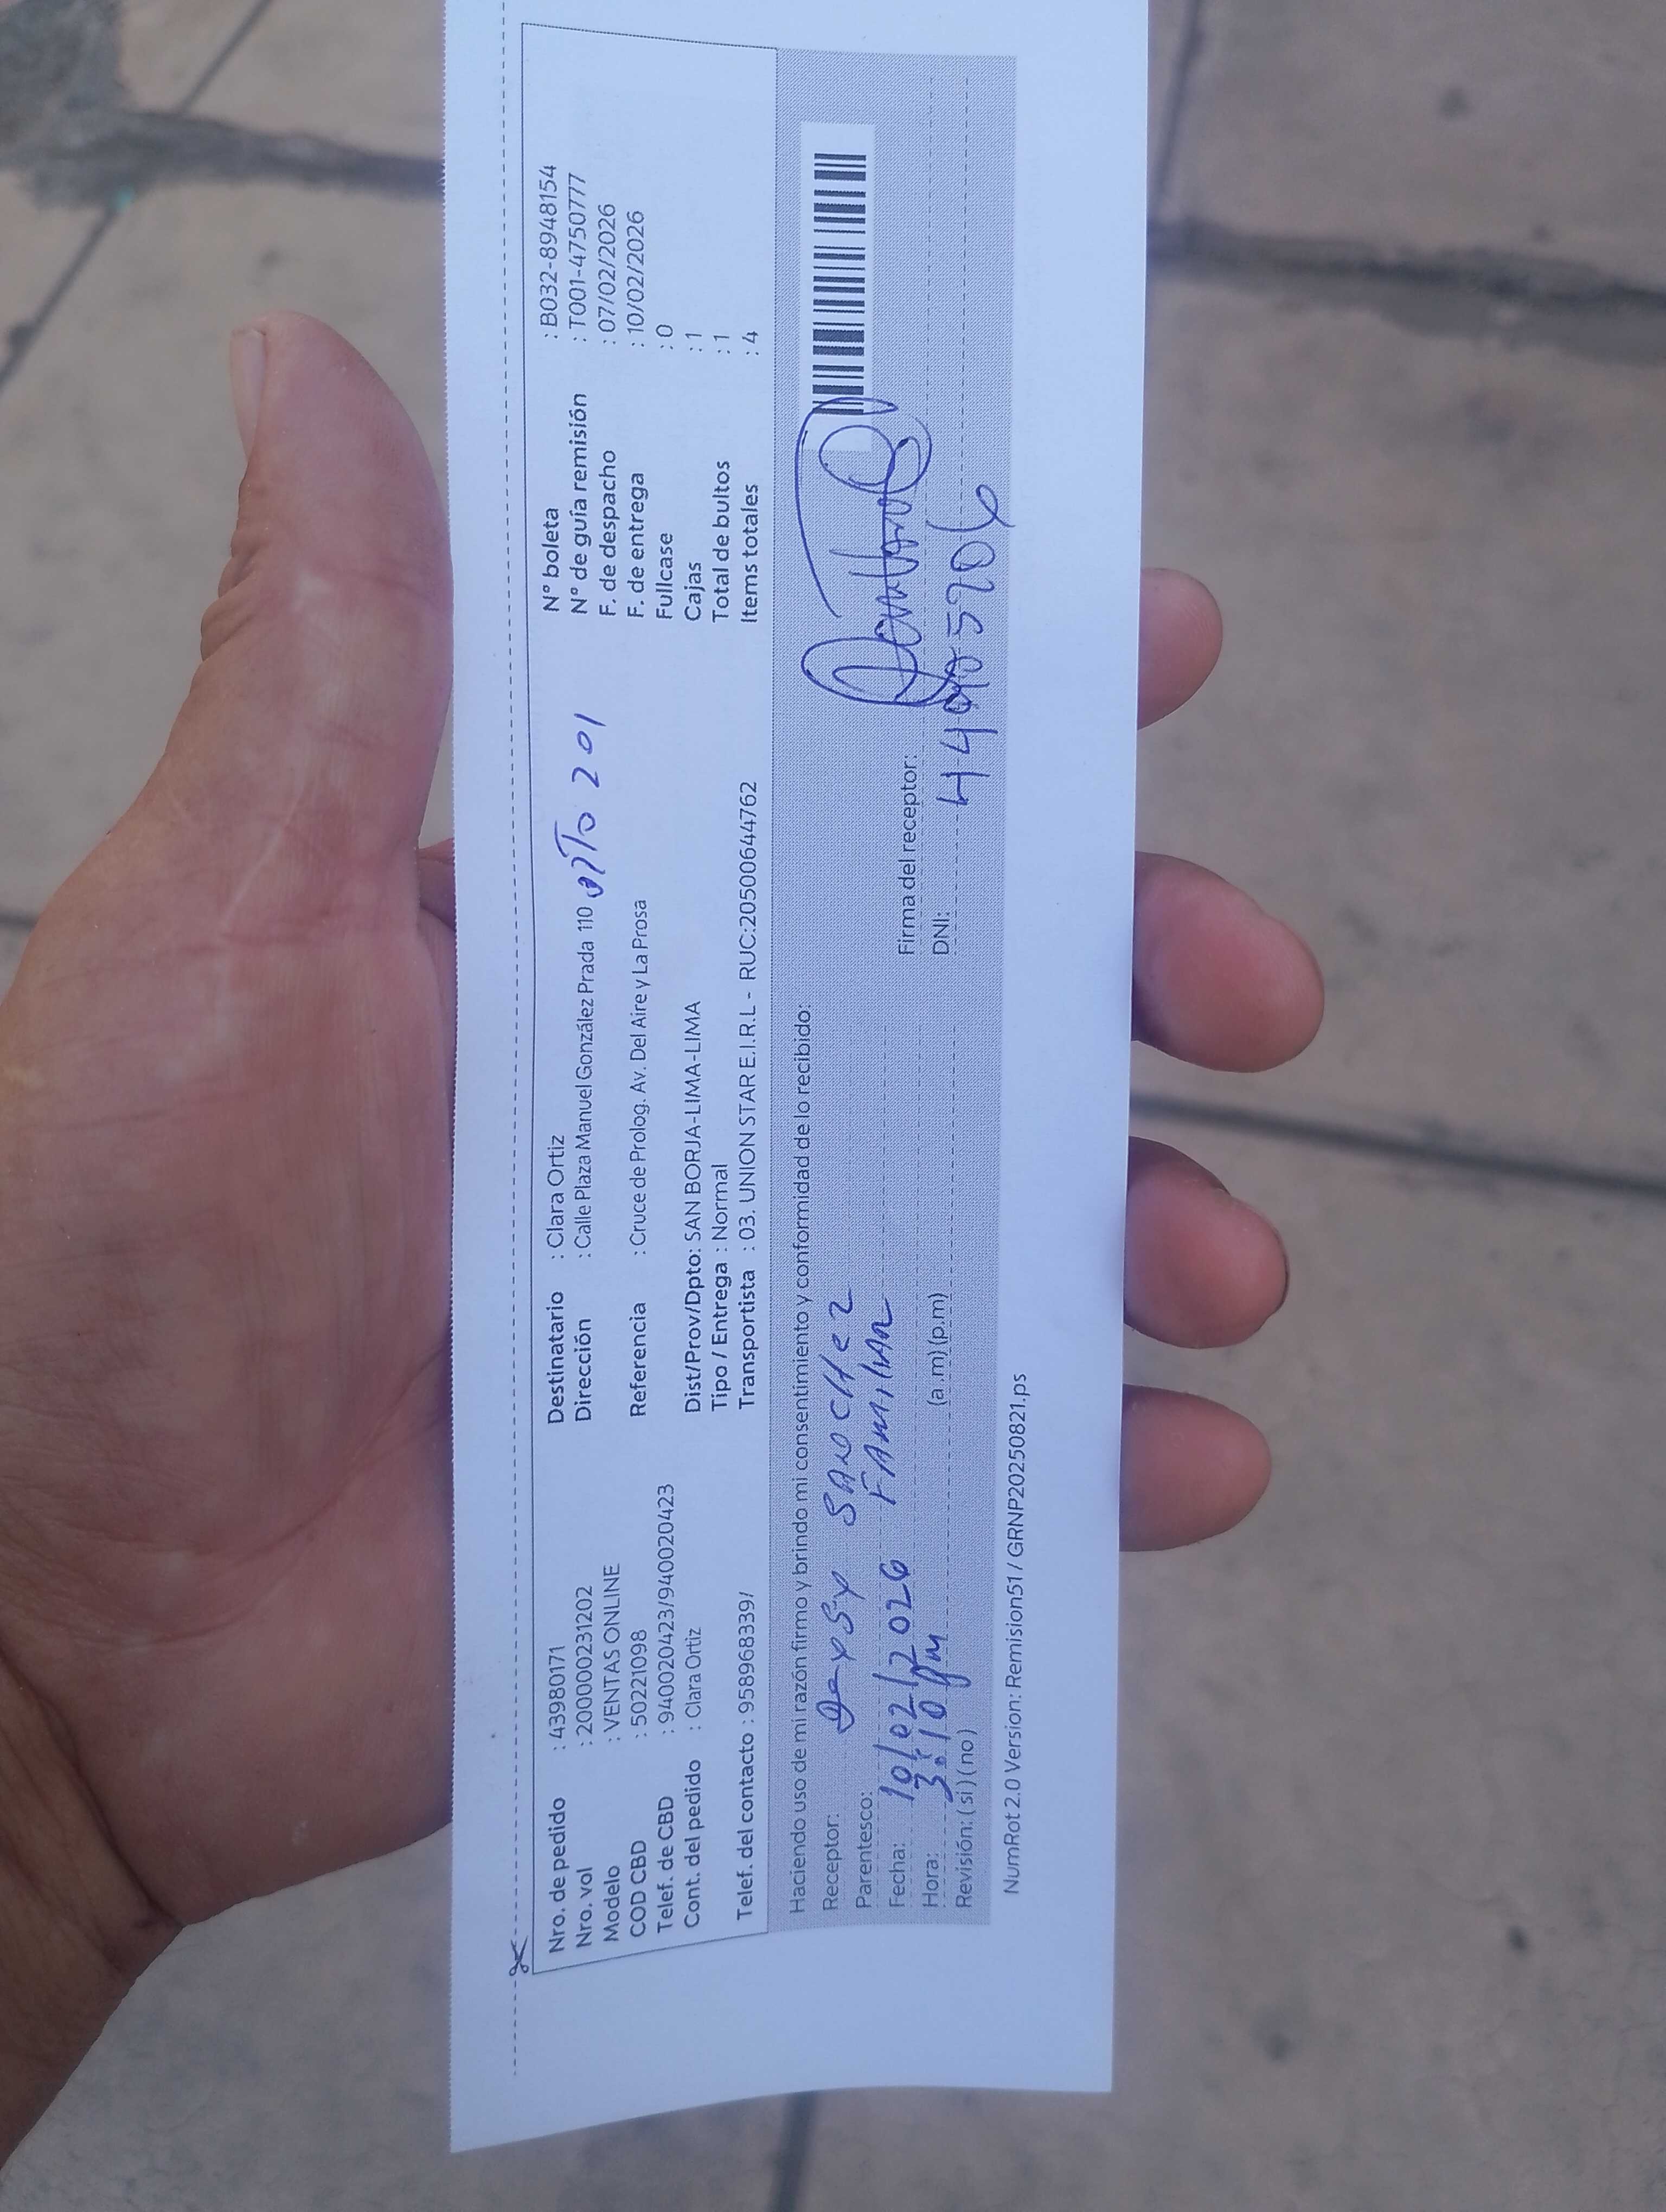 Nro. de pedido : 43980171
Nro. vol : 20000231202
Modelo : VENTAS ONLINE
COD CBD : 50221098
Telef. de CBD : 940020423/940020423
Cont. del pedido : Clara Ortiz
Telef. del contacto : 958968339/
Destinatario : Clara Ortiz
Dirección : Calle Plaza Manuel González Prada 110 DPTO 201
Referencia : Cruce de Prolog. Av. Del Aire y La Prosa
Dist/Prov/Dpto: SAN BORJA-LIMA-LIMA
Tipo / Entrega : Normal
Transportista : 03. UNION STAR E.I.R.L - RUC:20500644762
N° boleta : B032-8948154
N° de guía remisión : T001-4750777
F. de despacho : 07/02/2026
F. de entrega : 10/02/2026
Fullcase : 0
Cajas : 1
Total de bultos : 1
Items totales : 4
Haciendo uso de mi razón firmo y brindo mi consentimiento y conformidad de lo recibido:
Receptor: Deysy SANCHEZ
Parentesco: FAMILIAR
Fecha: 10/02/2026
Hora: 3:10 pm (a .m) (p.m)
Revisión: ( si ) ( no )
Firma del receptor:
DNI:
NumRot 2.0 Version: Remision51 / GRNP20250821.ps